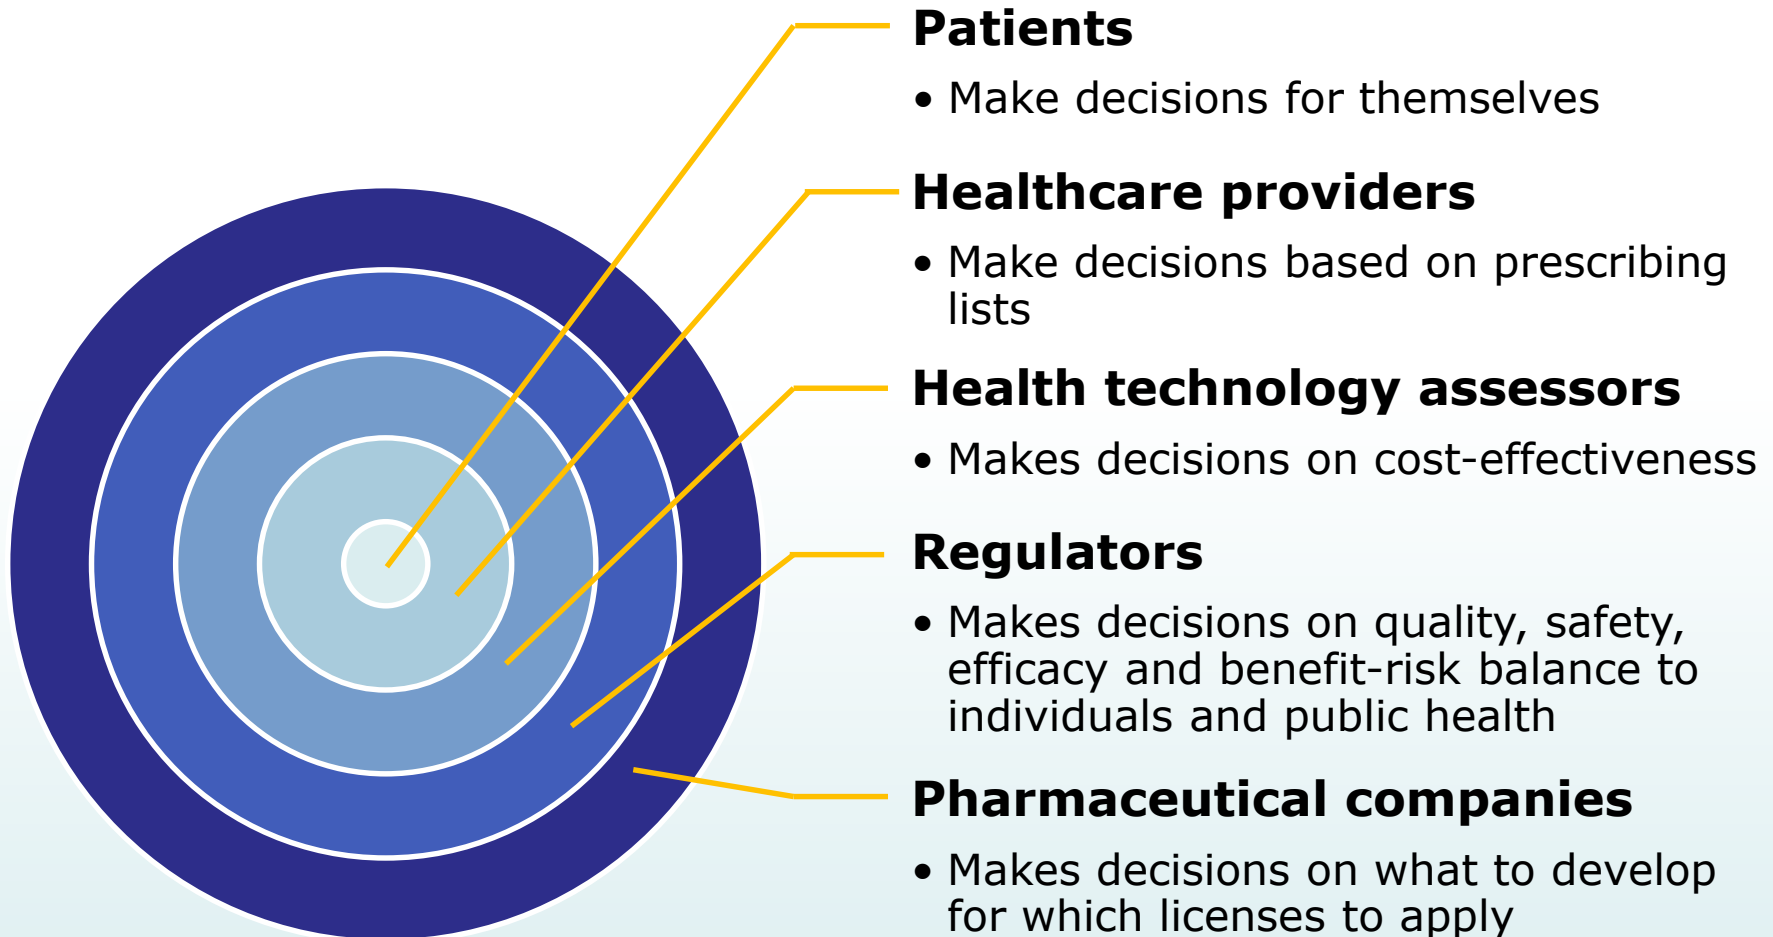 Patients
• Make decisions for themselves
Healthcare providers
• Make decisions based on prescribing
lists
Health technology assessors
• Makes decisions on cost-effectiveness
Regulators
• Makes decisions on quality, safety,
efficacy and benefit-risk balance to
individuals and public health
Pharmaceutical companies
• Makes decisions on what to develop
for which licenses to apply